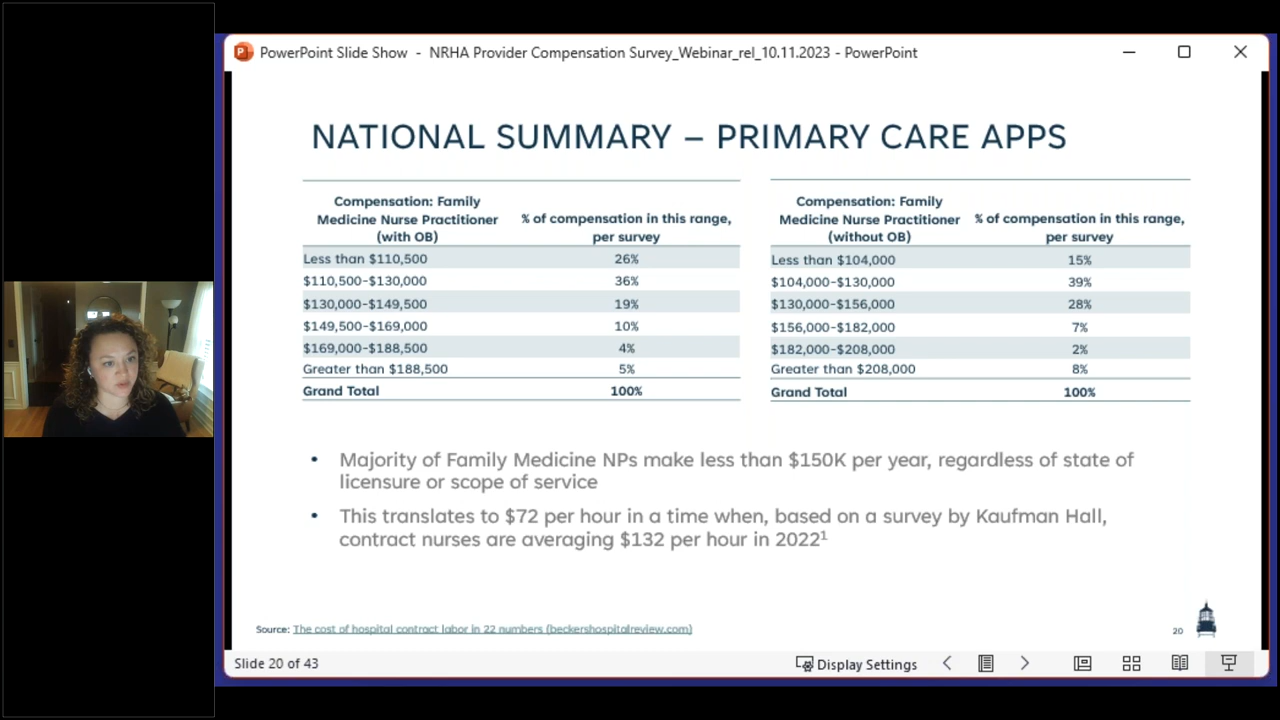 PowerPoint Slide Show - NRHA Provider Compensation Survey_Webinar_rel_10.11.2023 - PowerPoint
NATIONAL SUMMARY – PRIMARY CARE APPS
Compensation: Family
Medicine Nurse Practitioner
(with OB)
% of compensation in this range,
per survey
Less than $110,500 26%
$110,500-$130,000 36%
$130,000-$149,500 19%
$149,500-$169,000 10%
$169,000-$188,500 4%
Greater than $188,500 5%
Grand Total 100%
Compensation: Family
Medicine Nurse Practitioner
(without OB)
% of compensation in this range,
per survey
Less than $104,000 15%
$104,000-$130,000 39%
$130,000-$156,000 28%
$156,000-$182,000 7%
$182,000-$208,000 2%
Greater than $208,000 8%
Grand Total 100%
• Majority of Family Medicine NPs make less than $150K per year, regardless of state of
licensure or scope of service
• This translates to $72 per hour in a time when, based on a survey by Kaufman Hall,
contract nurses are averaging $132 per hour in 2022¹
Source: The cost of hospital contract labor in 22 numbers (beckershospitalreview.com)
20
Slide 20 of 43
Display Settings